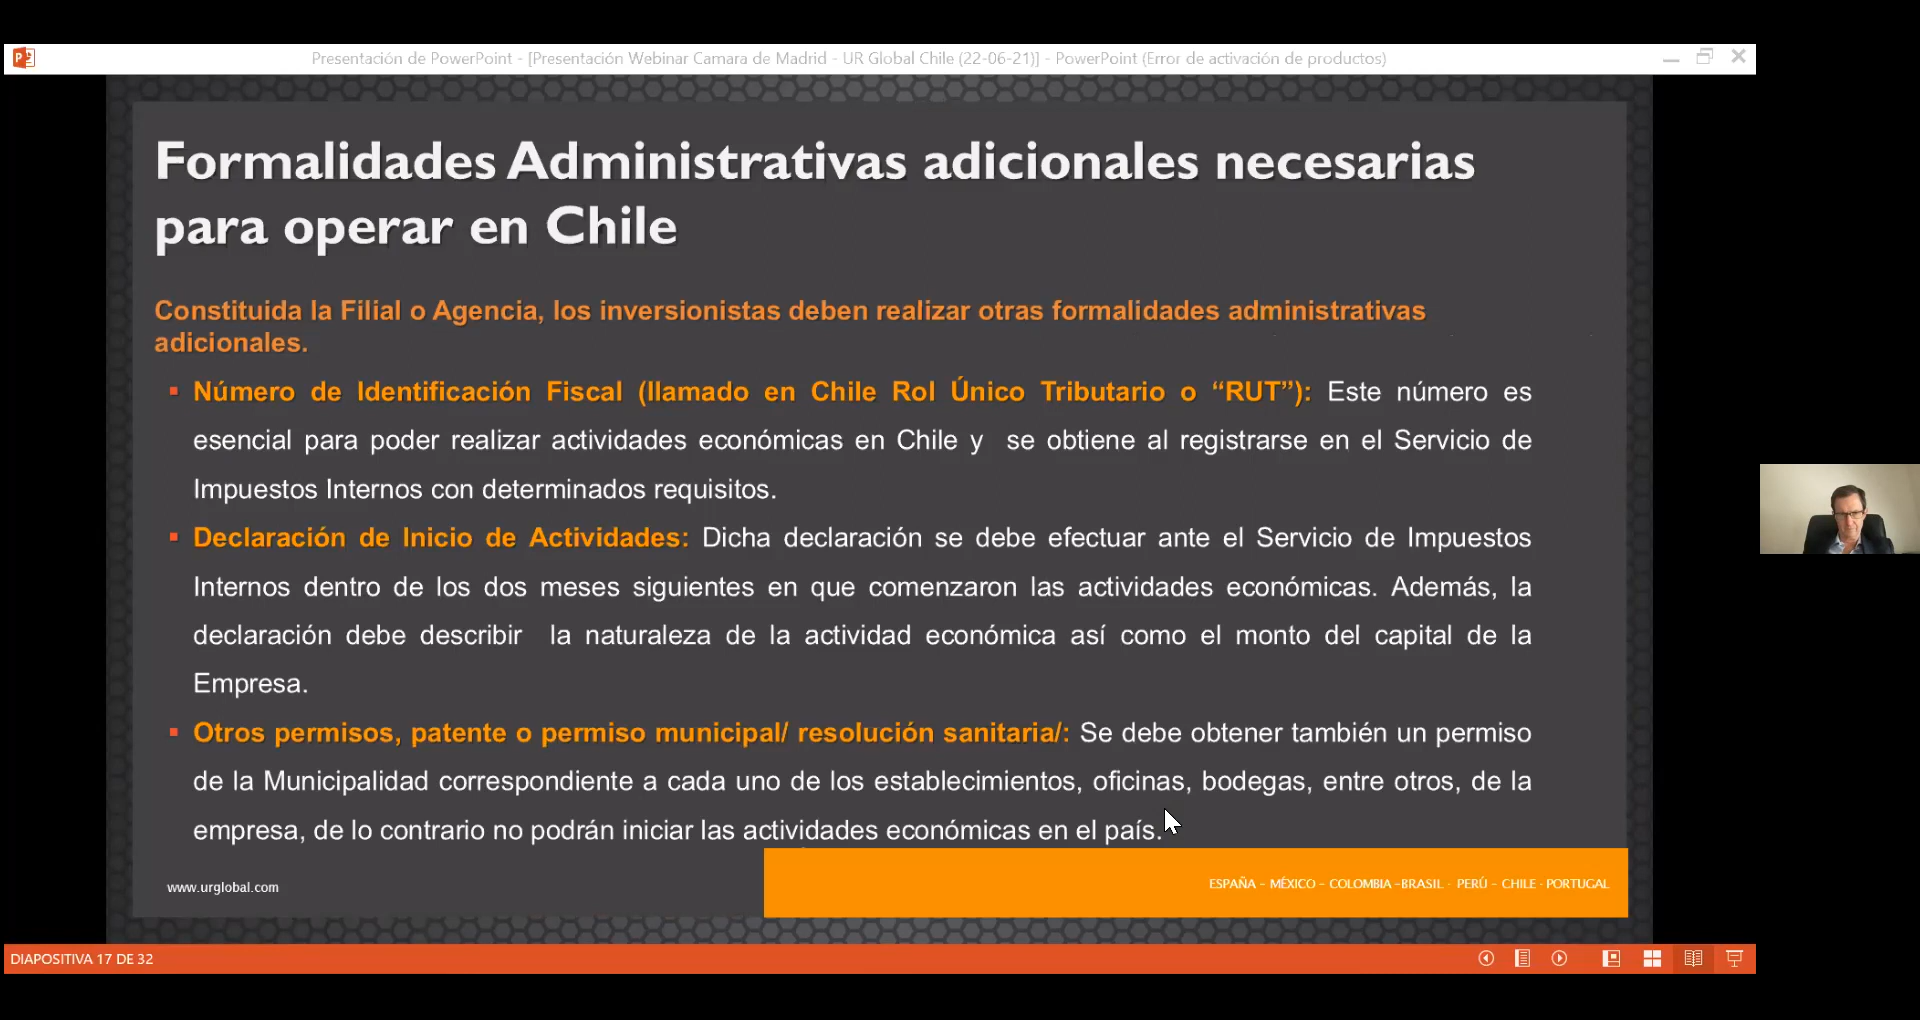 Presentación de PowerPoint - [Presentación Webinar Camara de Madrid - UR Global Chile (22-06-21)] - PowerPoint (Error de activación de productos)
Formalidades Administrativas adicionales necesarias
para operar en Chile
Constituida la Filial o Agencia, los inversionistas deben realizar otras formalidades administrativas
adicionales.
▪ Número de Identificación Fiscal (llamado en Chile Rol Único Tributario o “RUT”): Este número es
esencial para poder realizar actividades económicas en Chile y se obtiene al registrarse en el Servicio de
Impuestos Internos con determinados requisitos.
▪ Declaración de Inicio de Actividades: Dicha declaración se debe efectuar ante el Servicio de Impuestos
Internos dentro de los dos meses siguientes en que comenzaron las actividades económicas. Además, la
declaración debe describir la naturaleza de la actividad económica así como el monto del capital de la
Empresa.
▪ Otros permisos, patente o permiso municipal/ resolución sanitaria/: Se debe obtener también un permiso
de la Municipalidad correspondiente a cada uno de los establecimientos, oficinas, bodegas, entre otros, de la
empresa, de lo contrario no podrán iniciar las actividades económicas en el país.
www.urglobal.com
ESPAÑA – MÉXICO – COLOMBIA –BRASIL - PERÚ – CHILE - PORTUGAL
DIAPOSITIVA 17 DE 32